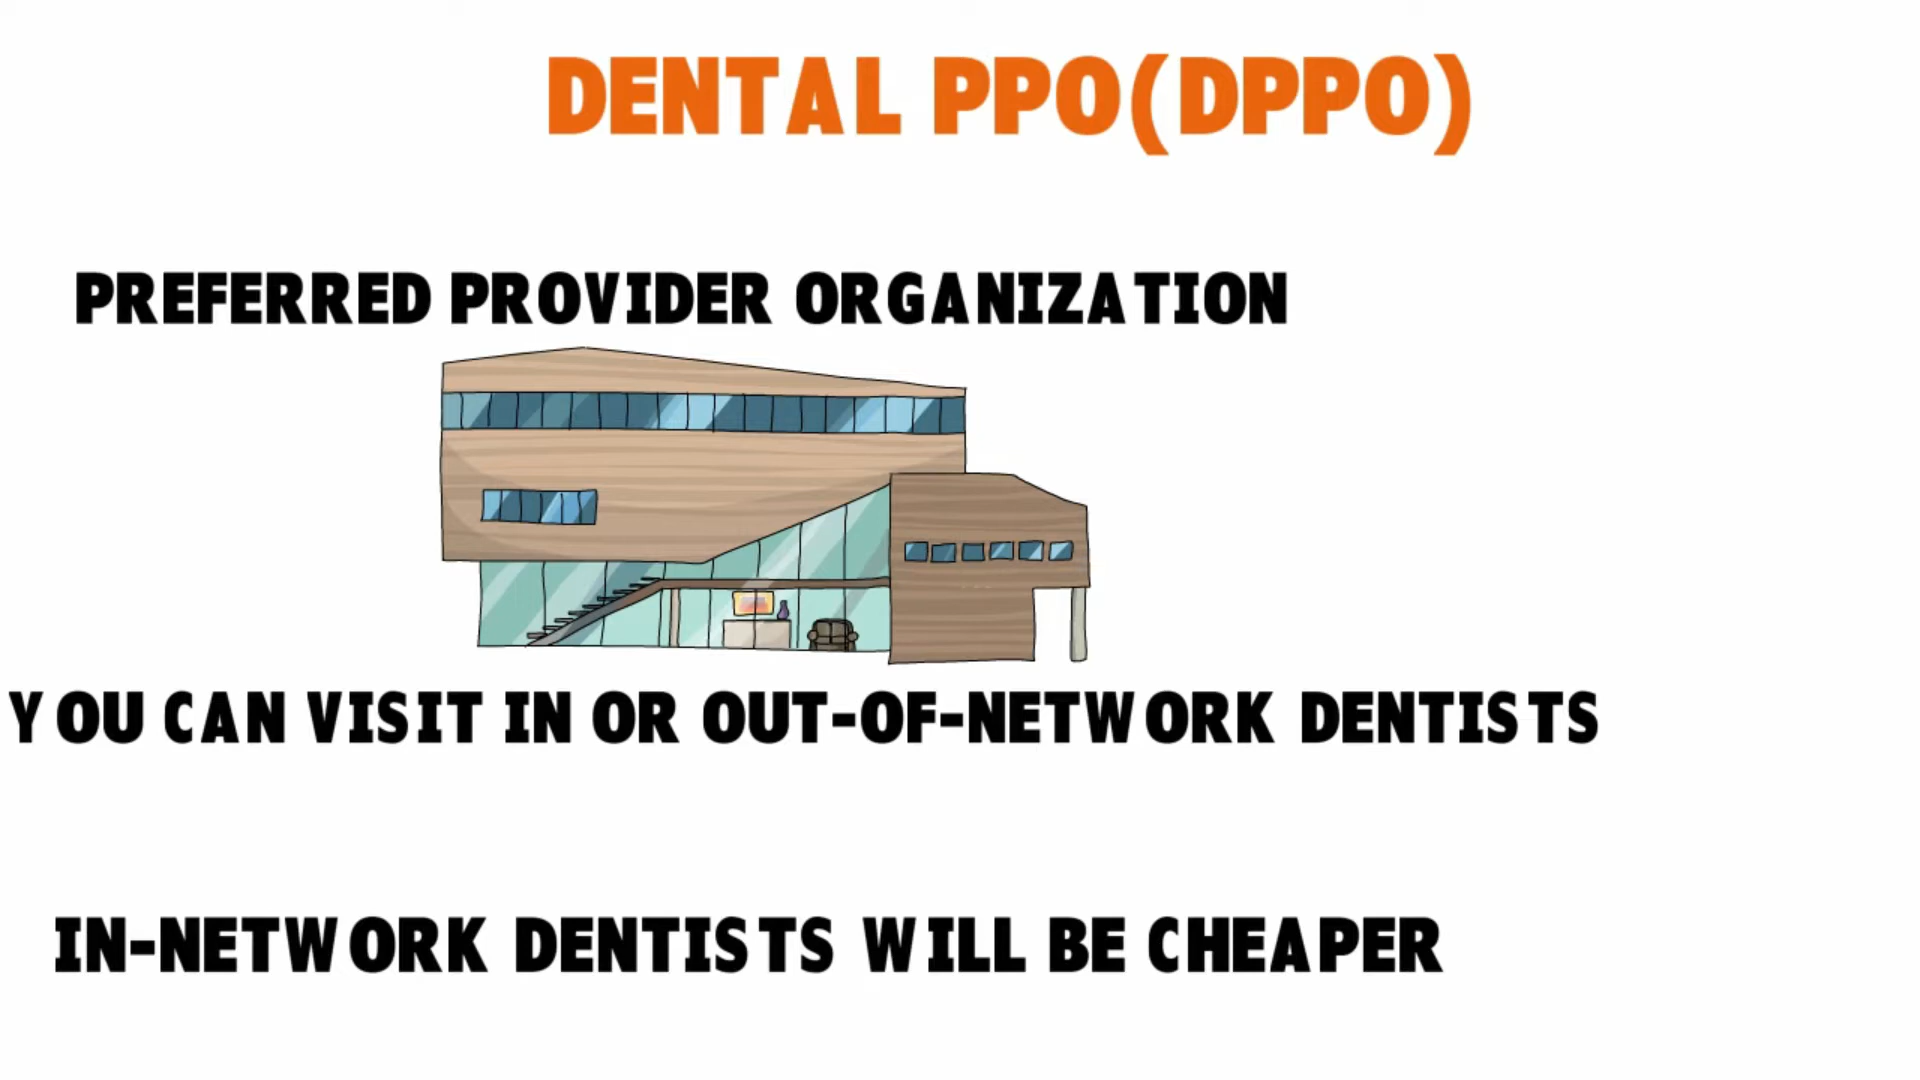 DENTAL PPO(DPPO)
PREFERRED PROVIDER ORGANIZATION
YOU CAN VISIT IN OR OUT-OF-NETWORK DENTISTS
IN-NETWORK DENTISTS WILL BE CHEAPER